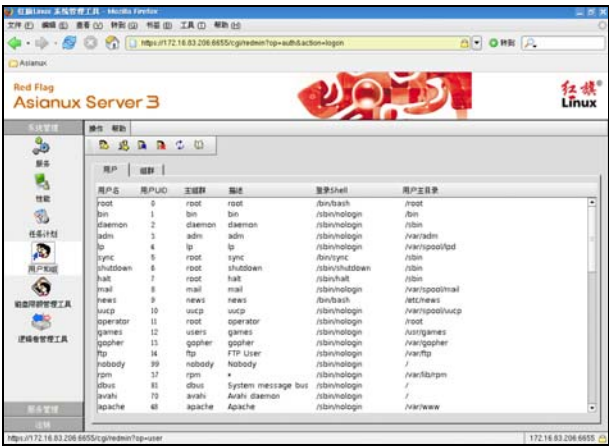 红旗Linux 系统管理工具 - Mozilla Firefox
文件(F) 编辑(E) 查看(V) 转到(G) 书签(B) 工具(T) 帮助(H)
https://172.16.83.206:6655/cgi/redmin?op=auth&action=logon 转到
Asianux
Red Flag
Asianux Server 3
红旗®
Linux
系统管理
操作 帮助
服务
性能
任务计划
用户和组
磁盘限额管理工具
逻辑卷管理工具
服务管理
注销
用户 组群
用户名 用户UID 主组群 描述 登录Shell 用户主目录
root 0 root root /bin/bash /root
bin 1 bin bin /sbin/nologin /bin
daemon 2 daemon daemon /sbin/nologin /sbin
adm 3 adm adm /sbin/nologin /var/adm
lp 4 lp lp /sbin/nologin /var/spool/lpd
sync 5 root sync /bin/sync /sbin
shutdown 6 root shutdown /sbin/shutdown /sbin
halt 7 root halt /sbin/halt /sbin
mail 8 mail mail /sbin/nologin /var/spool/mail
news 9 news news /bin/bash /etc/news
uucp 10 uucp uucp /sbin/nologin /var/spool/uucp
operator 11 root operator /sbin/nologin /root
games 12 users games /sbin/nologin /usr/games
gopher 13 gopher gopher /sbin/nologin /var/gopher
ftp 14 ftp FTP User /sbin/nologin /var/ftp
nobody 99 nobody Nobody /sbin/nologin /
rpm 37 rpm * /sbin/nologin /var/lib/rpm
dbus 81 dbus System message bus /sbin/nologin /
avahi 70 avahi Avahi daemon /sbin/nologin /
apache 48 apache Apache /sbin/nologin /var/www
https://172.16.83.206:6655/cgi/redmin?op=user 172.16.83.206:6655